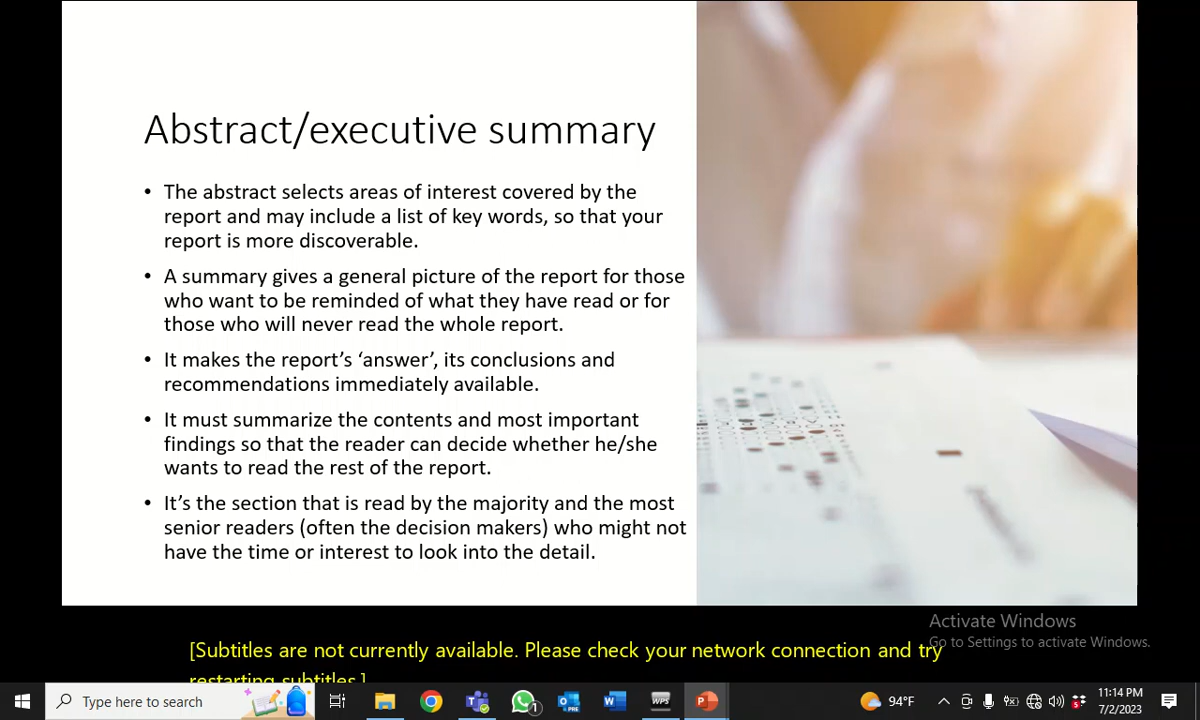 Abstract/executive summary
• The abstract selects areas of interest covered by the
report and may include a list of key words, so that your
report is more discoverable.
• A summary gives a general picture of the report for those
who want to be reminded of what they have read or for
those who will never read the whole report.
• It makes the report’s ‘answer’, its conclusions and
recommendations immediately available.
• It must summarize the contents and most important
findings so that the reader can decide whether he/she
wants to read the rest of the report.
• It’s the section that is read by the majority and the most
senior readers (often the decision makers) who might not
have the time or interest to look into the detail.
Activate Windows
Go to Settings to activate Windows.
[Subtitles are not currently available. Please check your network connection and try
restarting subtitles.]
Type here to search
1
PRE
W
WPS
P
94°F
S
11:14 PM
7/2/2023